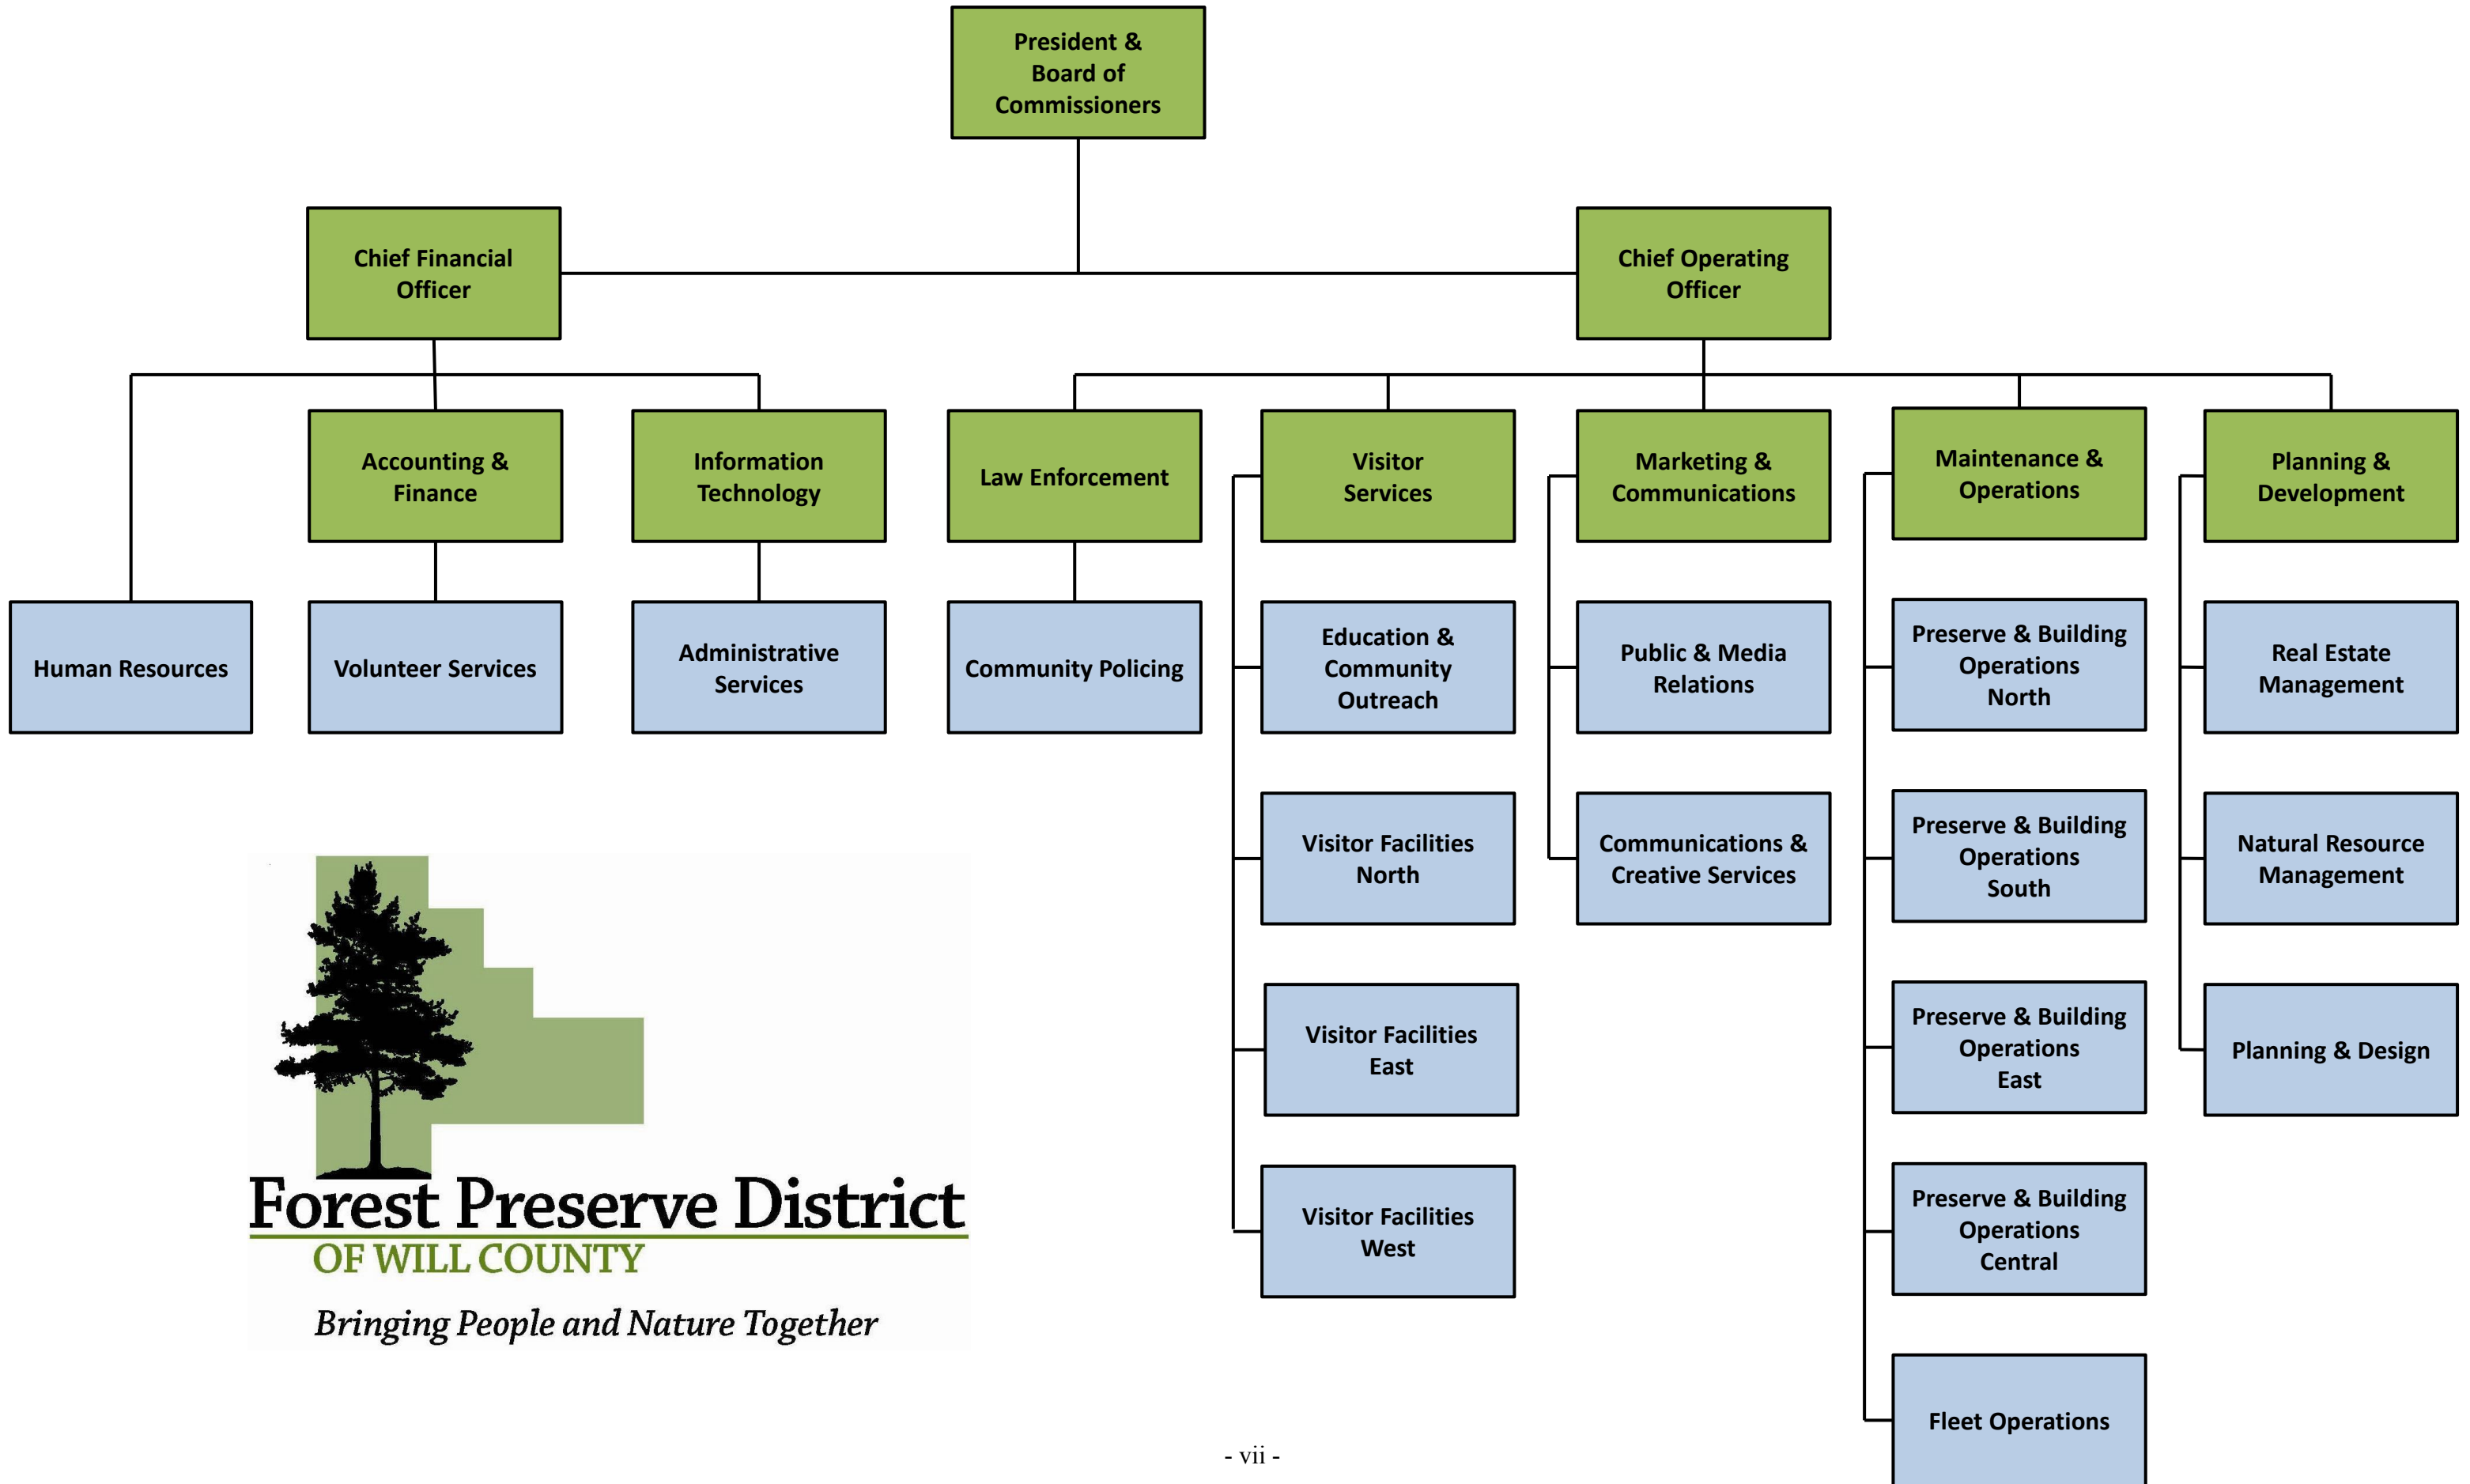 President &
Board of
Commissioners
Chief Financial
Officer
Chief Operating
Officer
Accounting &
Finance
Information
Technology
Law Enforcement
Visitor
Services
Marketing &
Communications
Maintenance &
Operations
Planning &
Development
Human Resources
Volunteer Services
Administrative
Services
Community Policing
Education &
Community
Outreach
Public & Media
Relations
Preserve & Building
Operations
North
Real Estate
Management
Visitor Facilities
North
Communications &
Creative Services
Preserve & Building
Operations
South
Natural Resource
Management
Visitor Facilities
East
Preserve & Building
Operations
East
Planning & Design
Visitor Facilities
West
Preserve & Building
Operations
Central
Fleet Operations
Forest Preserve District
OF WILL COUNTY
Bringing People and Nature Together
- vii -